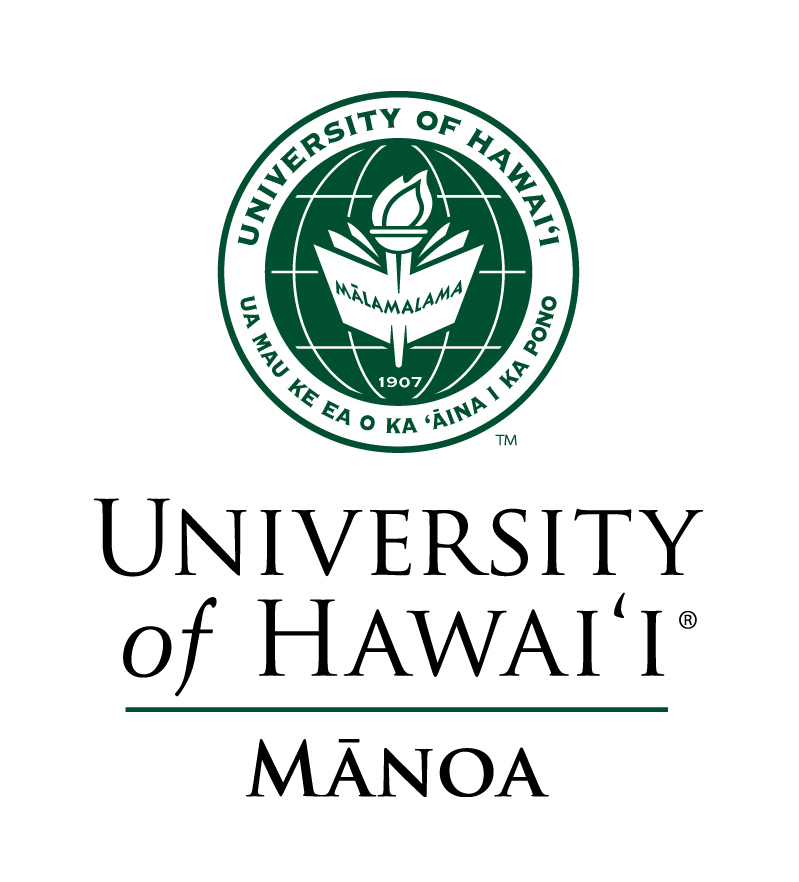 UNIVERSITY OF HAWAIʻI
MĀLAMALAMA
1907
UA MAU KE EA O KA ʻĀINA I KA PONO
TM
UNIVERSITY
of HAWAIʻI®
MĀNOA